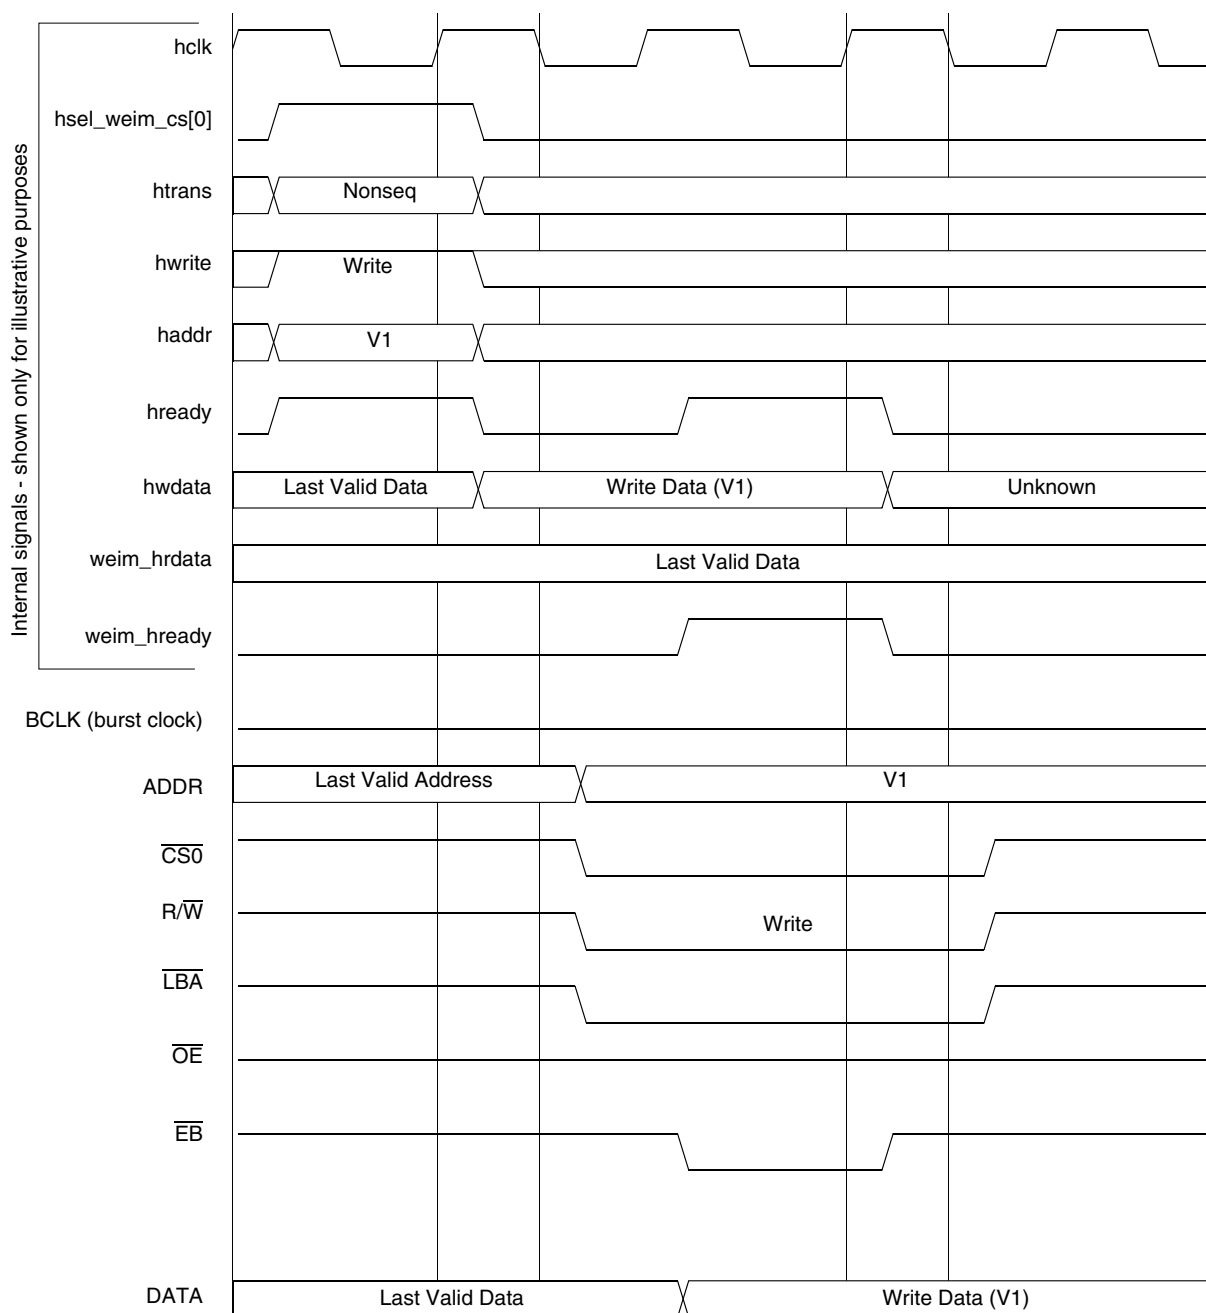 Internal signals - shown only for illustrative purposes
hclk
hsel_weim_cs[0]
htrans
Nonseq
hwrite
Write
haddr
V1
hready
hwdata
Last Valid Data
Write Data (V1)
Unknown
weim_hrdata
Last Valid Data
weim_hready
BCLK (burst clock)
ADDR
Last Valid Address
V1
CS0
R/W
Write
LBA
OE
EB
DATA
Last Valid Data
Write Data (V1)